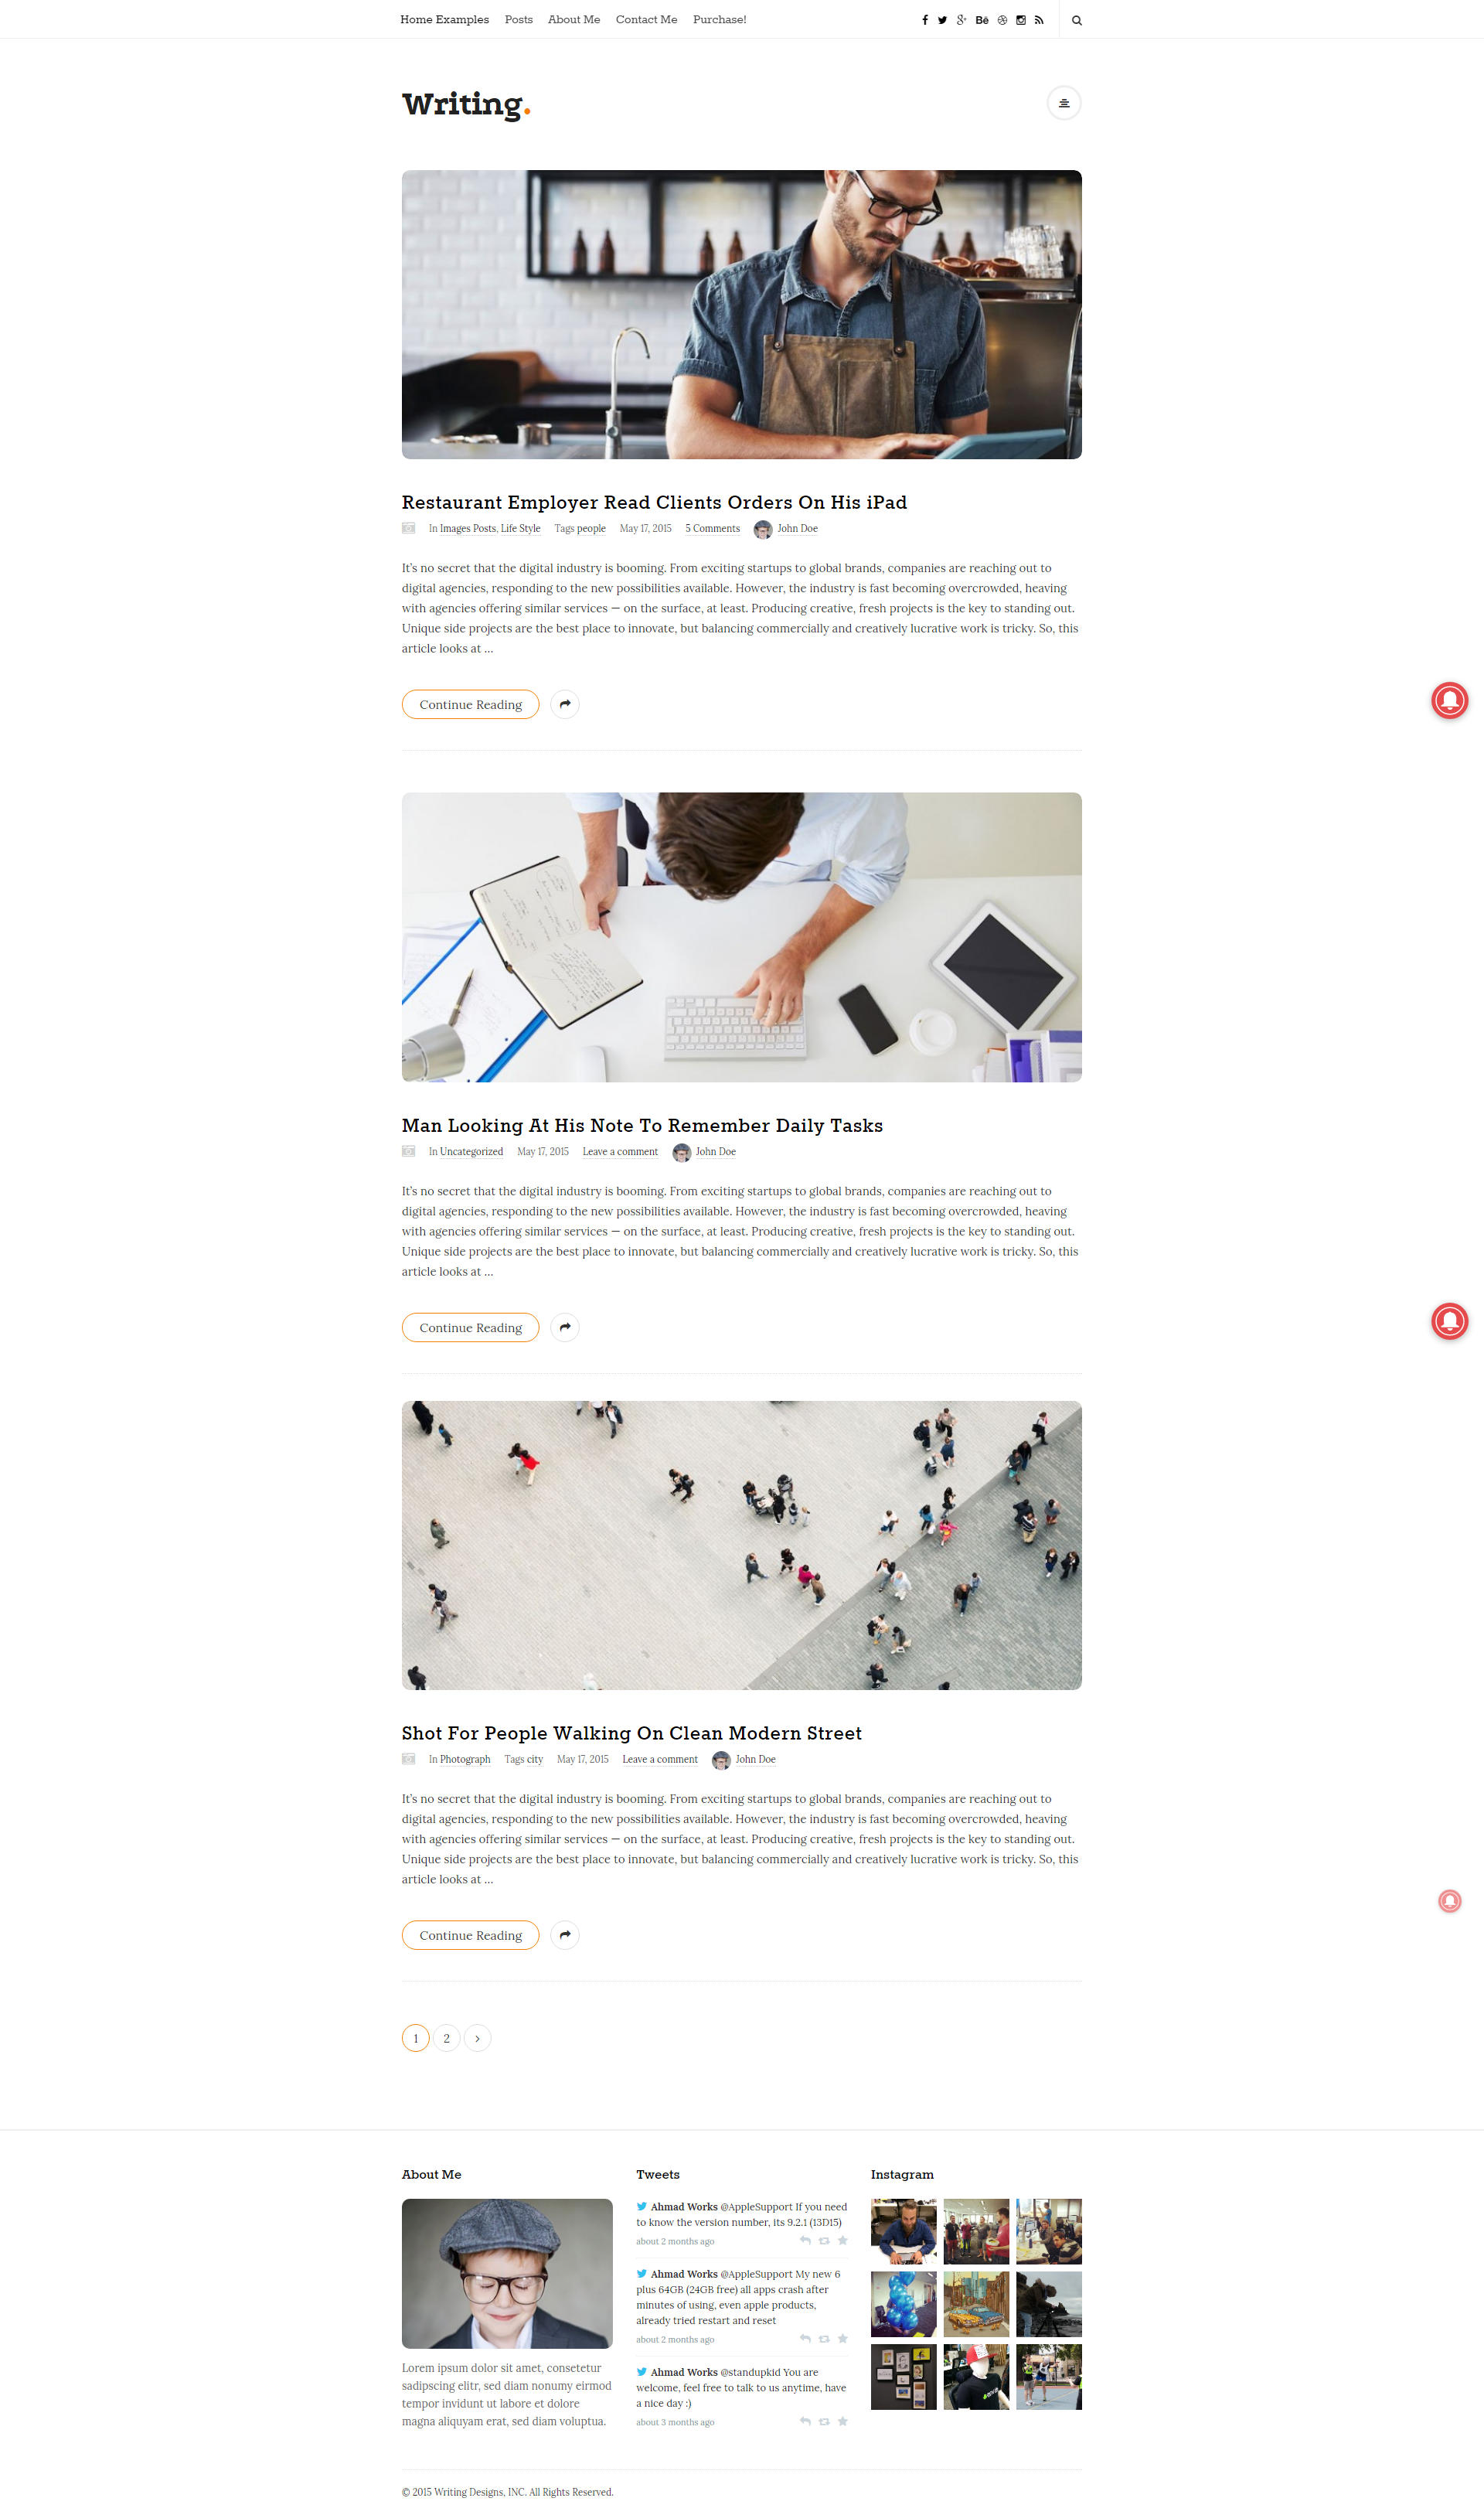 Home Examples Posts About Me Contact Me Purchase!
Writing.
Restaurant Employer Read Clients Orders On His iPad
In Images Posts, Life Style Tags people May 17, 2015 5 Comments John Doe
It's no secret that the digital industry is booming. From exciting startups to global brands, companies are reaching out to
digital agencies, responding to the new possibilities available. However, the industry is fast becoming overcrowded, heaving
with agencies offering similar services — on the surface, at least. Producing creative, fresh projects is the key to standing out.
Unique side projects are the best place to innovate, but balancing commercially and creatively lucrative work is tricky. So, this
article looks at ...
Continue Reading
Man Looking At His Note To Remember Daily Tasks
In Uncategorized May 17, 2015 Leave a comment John Doe
It's no secret that the digital industry is booming. From exciting startups to global brands, companies are reaching out to
digital agencies, responding to the new possibilities available. However, the industry is fast becoming overcrowded, heaving
with agencies offering similar services — on the surface, at least. Producing creative, fresh projects is the key to standing out.
Unique side projects are the best place to innovate, but balancing commercially and creatively lucrative work is tricky. So, this
article looks at ...
Continue Reading
Shot For People Walking On Clean Modern Street
In Photograph Tags city May 17, 2015 Leave a comment John Doe
It's no secret that the digital industry is booming. From exciting startups to global brands, companies are reaching out to
digital agencies, responding to the new possibilities available. However, the industry is fast becoming overcrowded, heaving
with agencies offering similar services — on the surface, at least. Producing creative, fresh projects is the key to standing out.
Unique side projects are the best place to innovate, but balancing commercially and creatively lucrative work is tricky. So, this
article looks at ...
Continue Reading
1 2 ›
About Me
Lorem ipsum dolor sit amet, consetetur
sadipscing elitr, sed diam nonumy eirmod
tempor invidunt ut labore et dolore
magna aliquyam erat, sed diam voluptua.
Tweets
Ahmad Works @AppleSupport If you need
to know the version number, its 9.2.1 (13D15)
about 2 months ago
Ahmad Works @AppleSupport My new 6
plus 64GB (24GB free) all apps crash after
minutes of using, even apple products,
already tried restart and reset
about 2 months ago
Ahmad Works @standupkid You are
welcome, feel free to talk to us anytime, have
a nice day :)
about 3 months ago
Instagram
© 2015 Writing Designs, INC. All Rights Reserved.